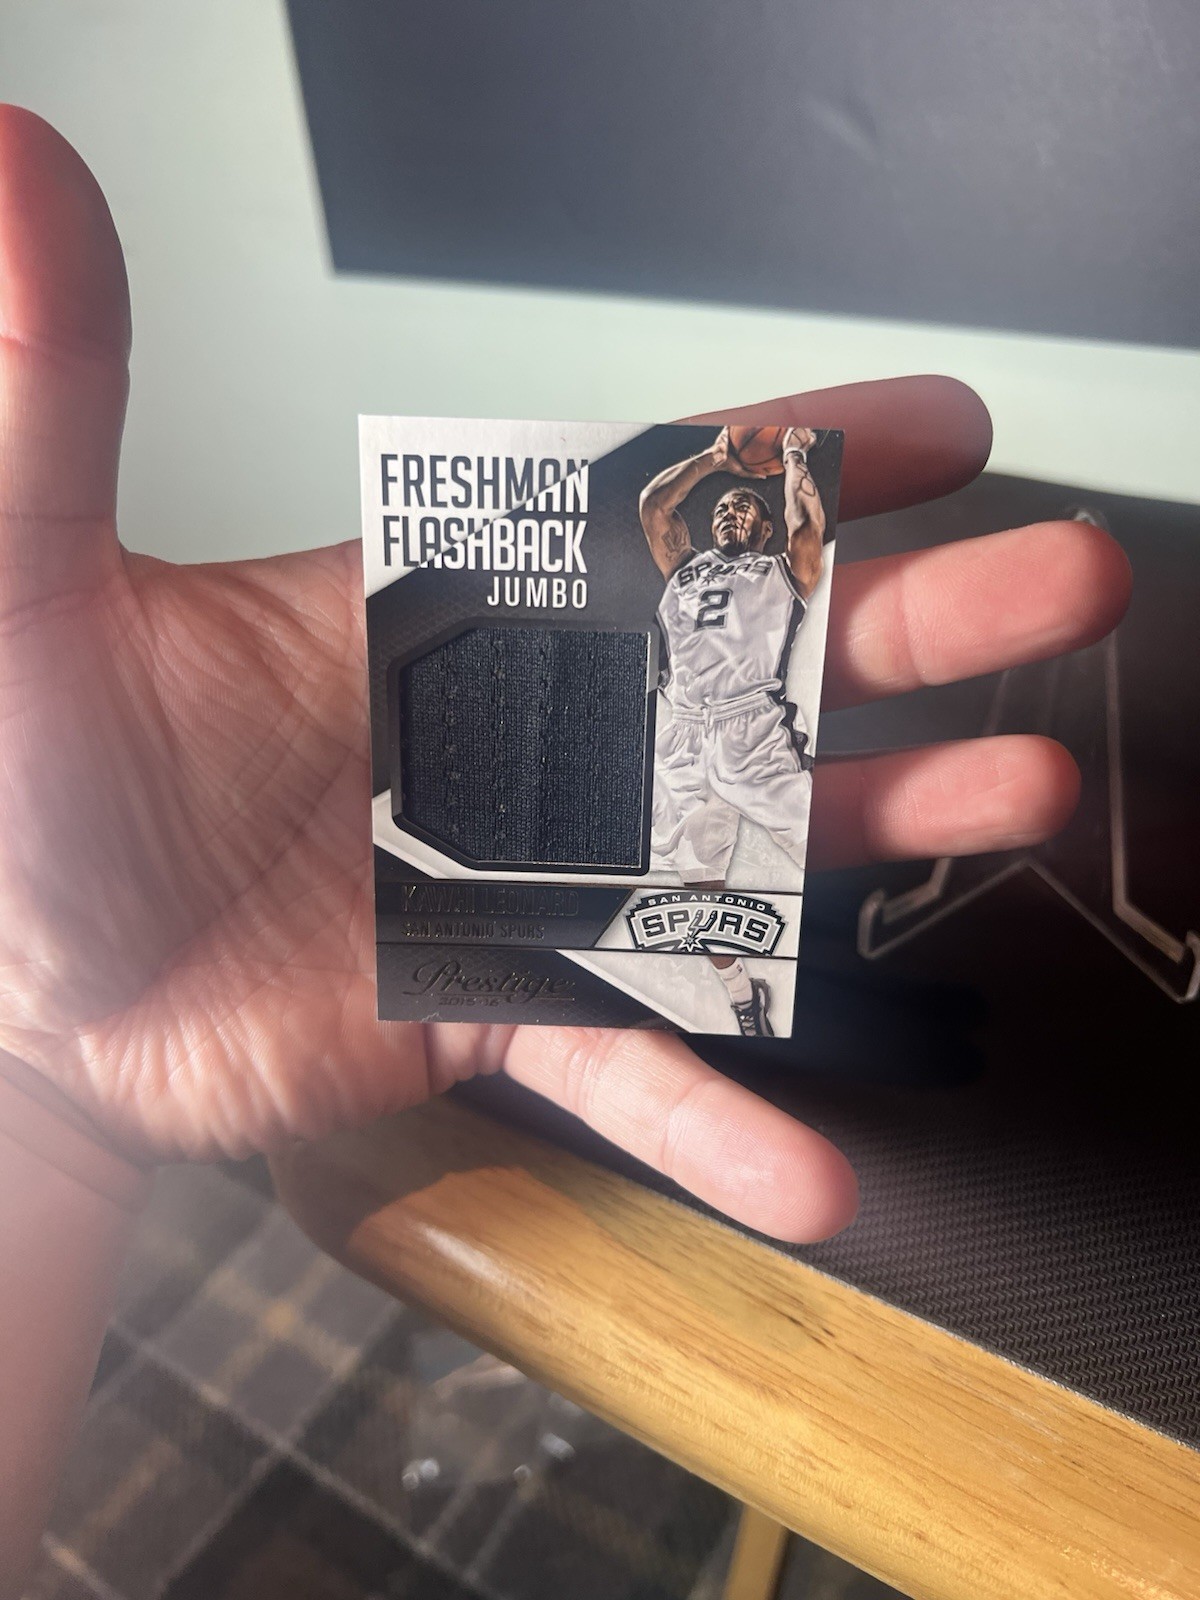 FRESHMAN
FLASHBACK
JUMBO
SPURS
2
KAWHI LEONARD
SAN ANTONIO SPURS
SAN ANTONIO
SPURS
Prestige
2015-16